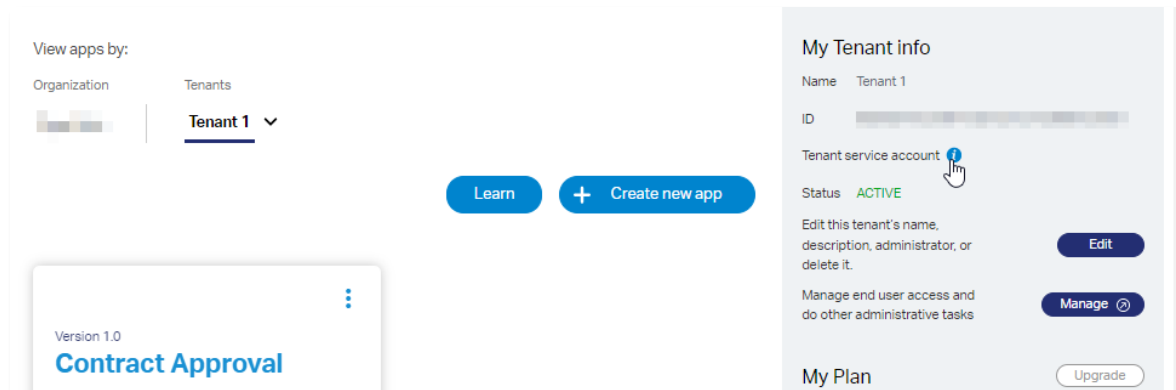 View apps by:
Organization
Tenants
Tenant 1
Learn
+ Create new app
Version 1.0
Contract Approval
My Tenant info
Name Tenant 1
ID
Tenant service account i
Status ACTIVE
Edit this tenant's name,
description, administrator, or
delete it.
Edit
Manage end user access and
do other administrative tasks
Manage
My Plan
Upgrade